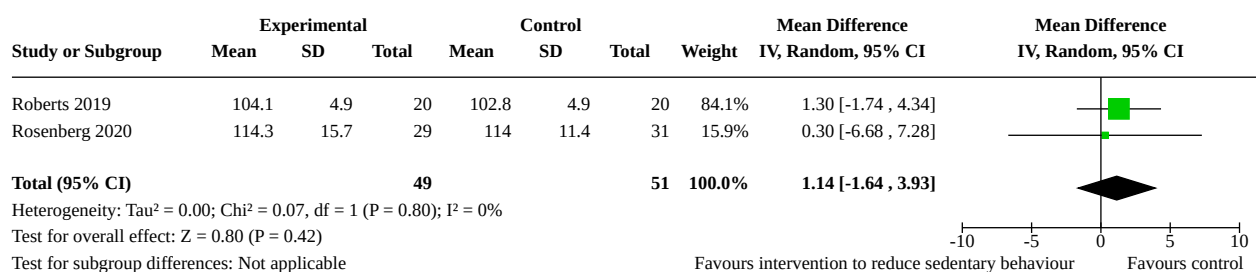 Experimental Control Mean Difference Mean Difference
Study or Subgroup Mean SD Total Mean SD Total Weight IV, Random, 95% CI IV, Random, 95% CI
Roberts 2019 104.1 4.9 20 102.8 4.9 20 84.1% 1.30 [-1.74 , 4.34]
Rosenberg 2020 114.3 15.7 29 114 11.4 31 15.9% 0.30 [-6.68 , 7.28]
Total (95% CI) 49 51 100.0% 1.14 [-1.64 , 3.93]
Heterogeneity: Tau² = 0.00; Chi² = 0.07, df = 1 (P = 0.80); I² = 0%
Test for overall effect: Z = 0.80 (P = 0.42) -10 -5 0 5 10
Test for subgroup differences: Not applicable Favours intervention to reduce sedentary behaviour Favours control